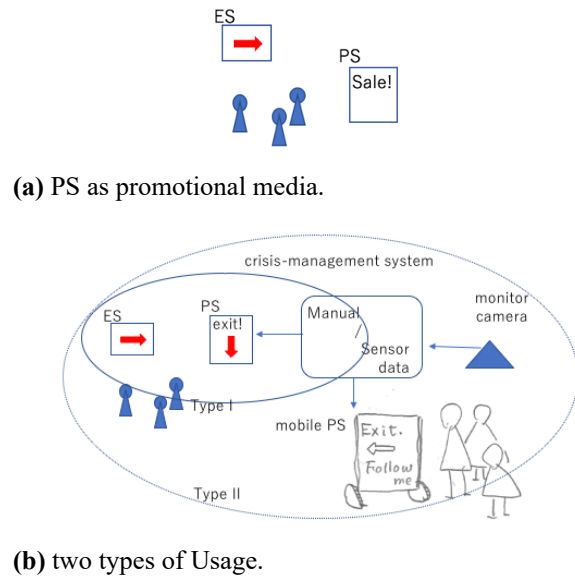 ES
PS
Sale!
(a) PS as promotional media.
crisis-management system
monitor
camera
ES
PS
exit!
Manual
/
Sensor
data
Type I
mobile PS
Exit.
Follow
me
Type II
(b) two types of Usage.